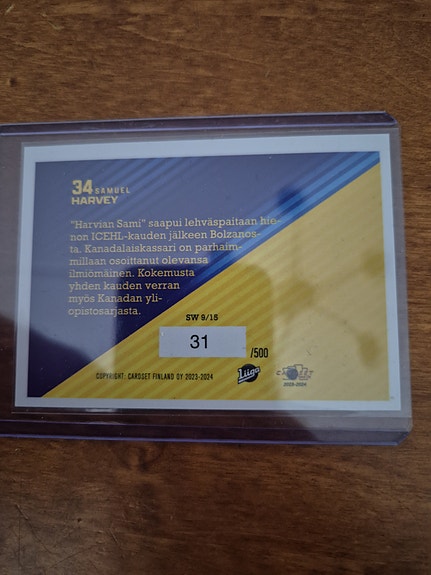 34 SAMUEL
HARVEY
"Harvian Sami" saapui lehväspaitaan hie-
non ICEHL-kauden jälkeen Bolzanos-
ta. Kanadalaiskassari on parhaim-
millaan osoittanut olevansa
ilmiömäinen. Kokemusta
yhden kauden verran
myös Kanadan yli-
opistosarjasta.
SW 9/15
31
/500
COPYRIGHT: CARDSET FINLAND OY 2023-2024
Liiga
2023-2024